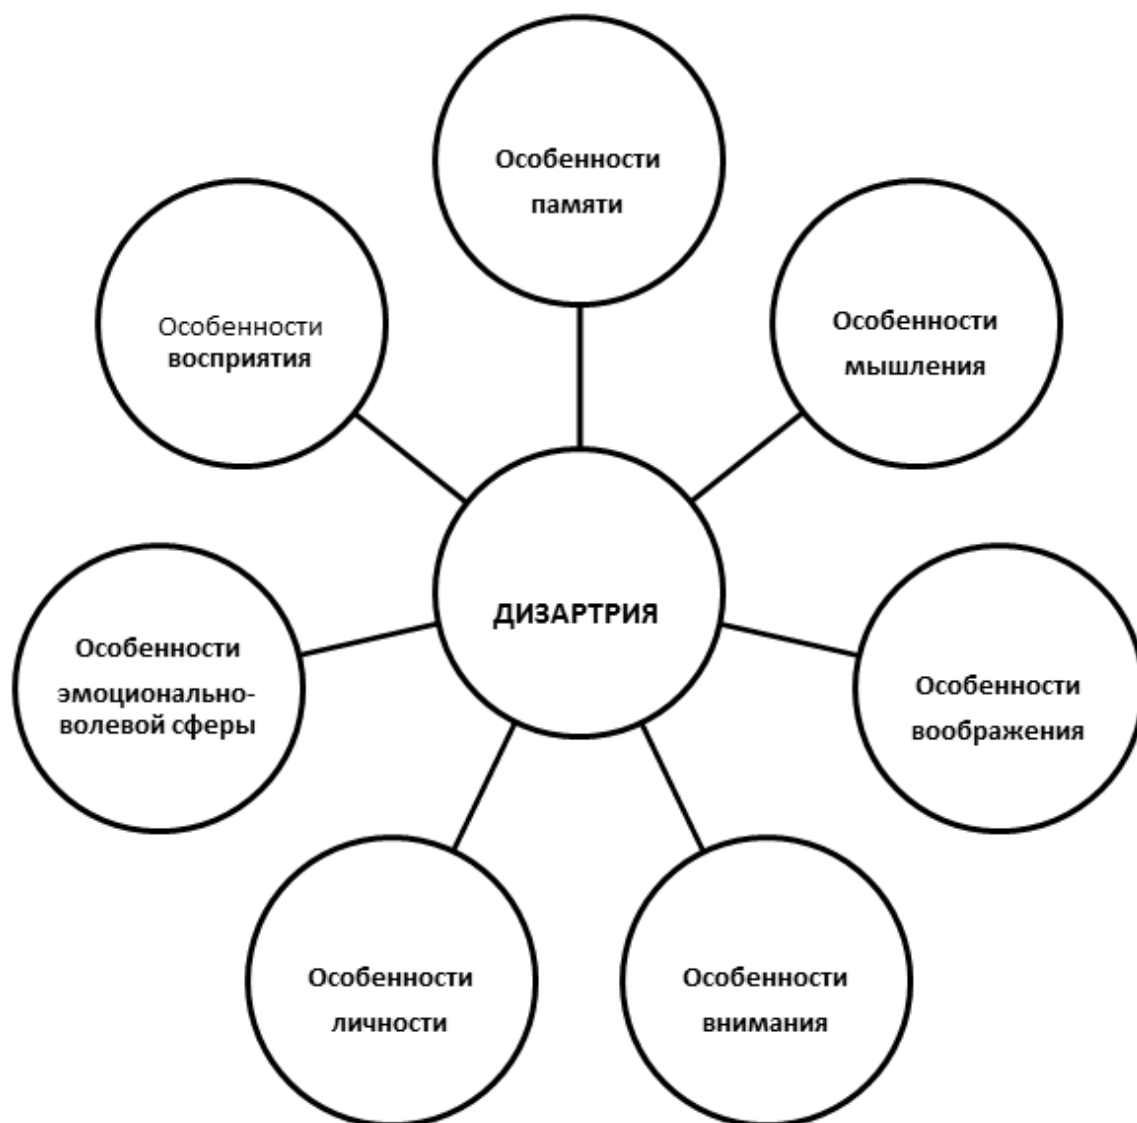 Особенности
памяти
Особенности
восприятия
Особенности
мышления
ДИЗАРТРИЯ
Особенности
эмоционально-
волевой сферы
Особенности
воображения
Особенности
личности
Особенности
внимания